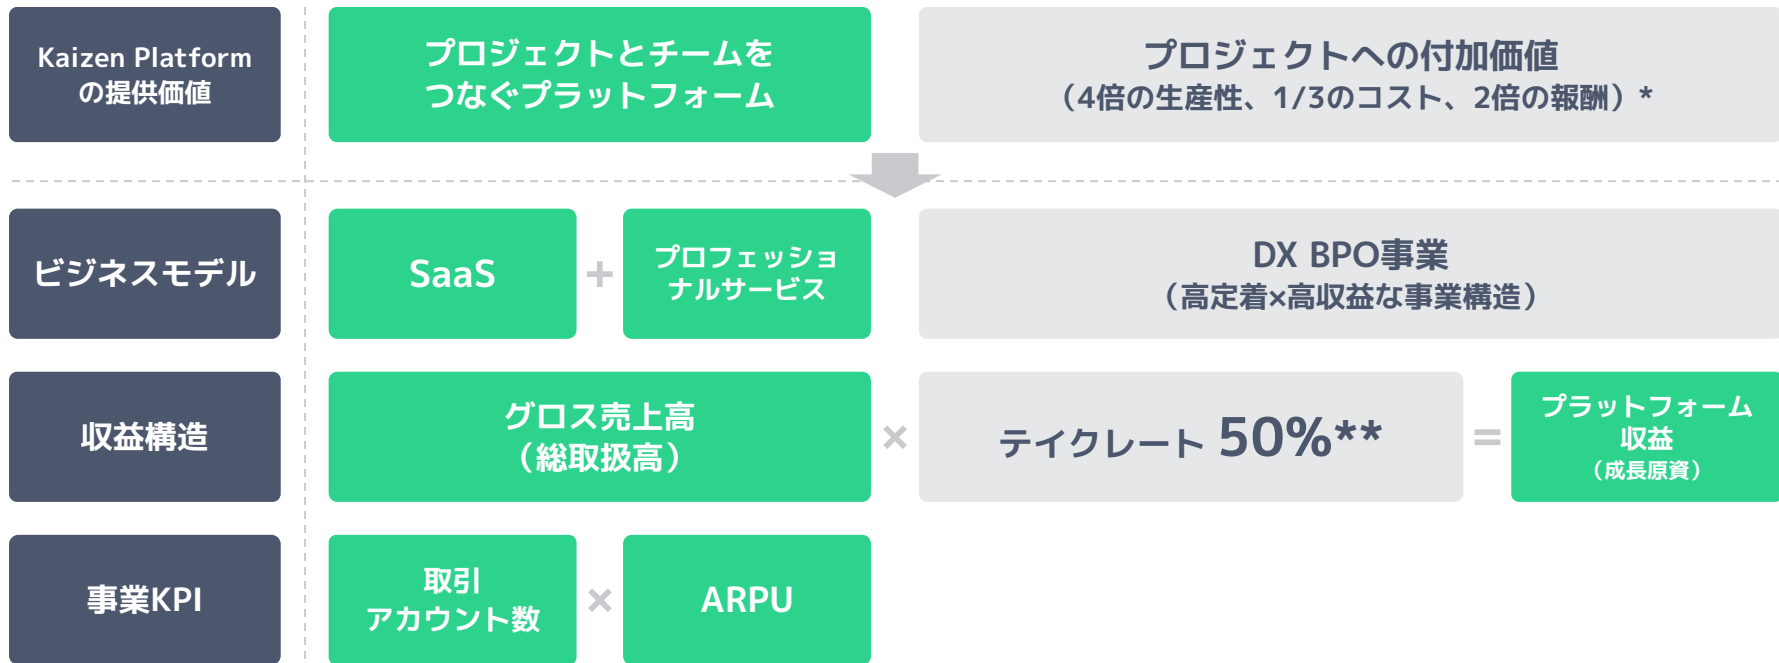 Kaizen Platform
の提供価値
プロジェクトとチームを
つなぐプラットフォーム
プロジェクトへの付加価値
（4倍の生産性、1/3のコスト、2倍の報酬）*
ビジネスモデル
SaaS
+
プロフェッショ
ナルサービス
DX BPO事業
（高定着×高収益な事業構造）
収益構造
グロス売上高
（総取扱高）
×
テイクレート 50%**
=
プラットフォーム
収益
（成長原資）
事業KPI
取引
アカウント数
×
ARPU